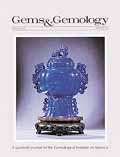 Gems&Gemology
A quarterly journal of the Gemological Institute of America